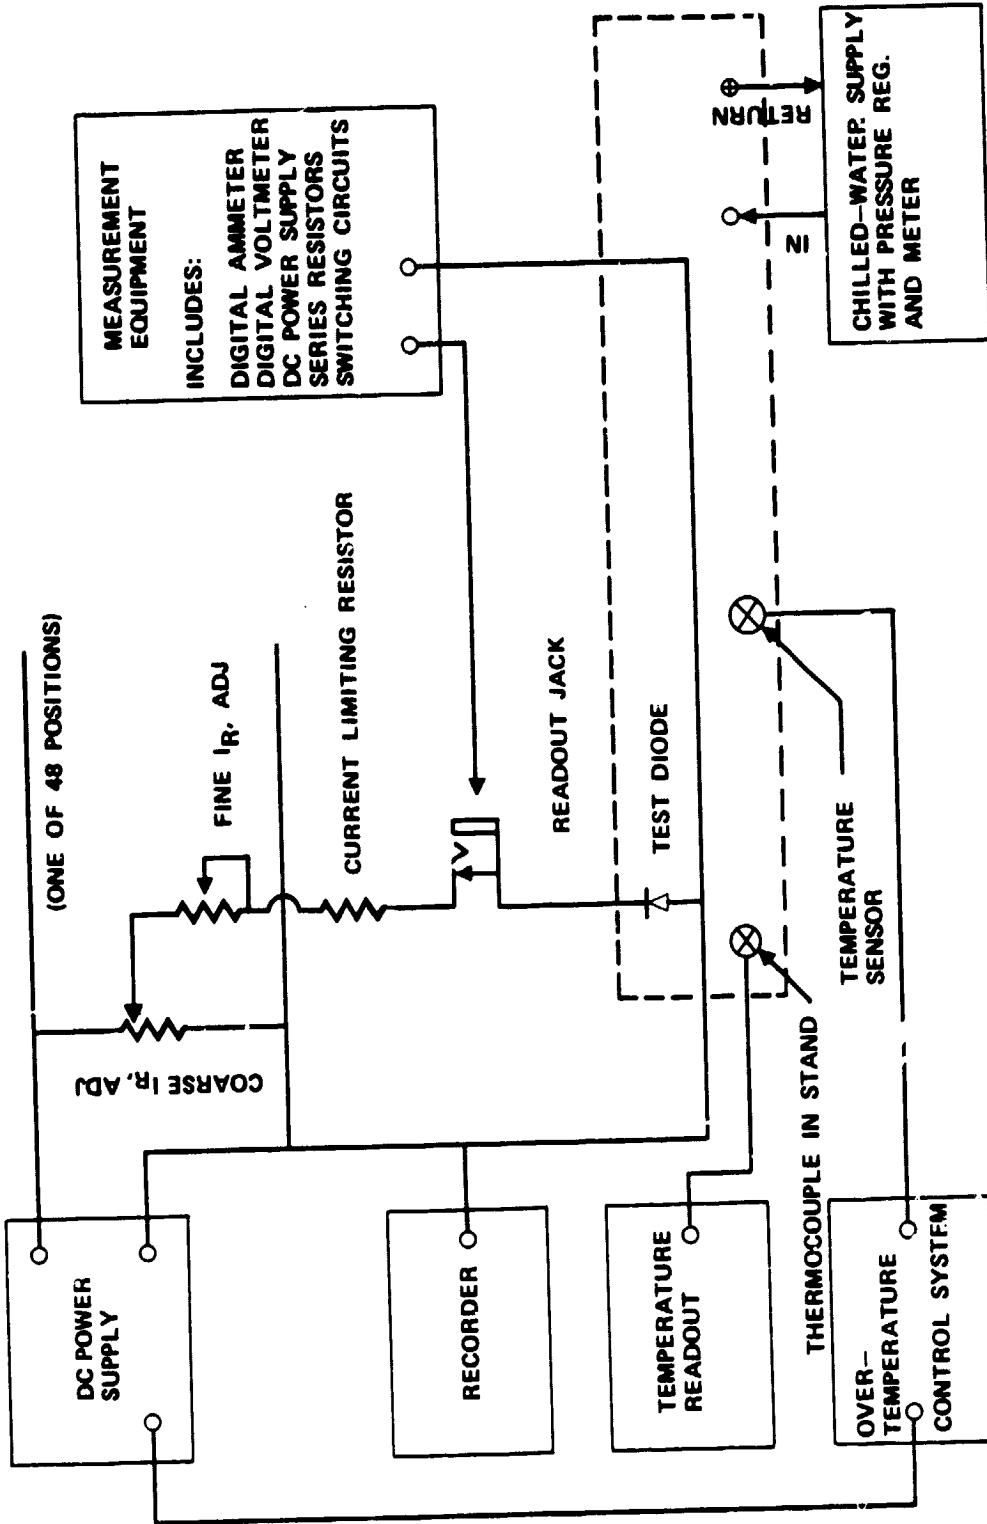 (ONE OF 48 POSITIONS)
DC POWER
SUPPLY
COARSE IR, ADJ
FINE IR, ADJ
CURRENT LIMITING RESISTOR
MEASUREMENT
EQUIPMENT
INCLUDES:
DIGITAL AMMETER
DIGITAL VOLTMETER
DC POWER SUPPLY
SERIES RESISTORS
SWITCHING CIRCUITS
RECORDER
V
READOUT JACK
TEMPERATURE
READOUT
TEST DIODE
THERMOCOUPLE IN STAND
TEMPERATURE
SENSOR
IN
RETURN
OVER-
TEMPERATURE
CONTROL SYSTEM
CHILLED-WATER SUPPLY
WITH PRESSURE REG.
AND METER